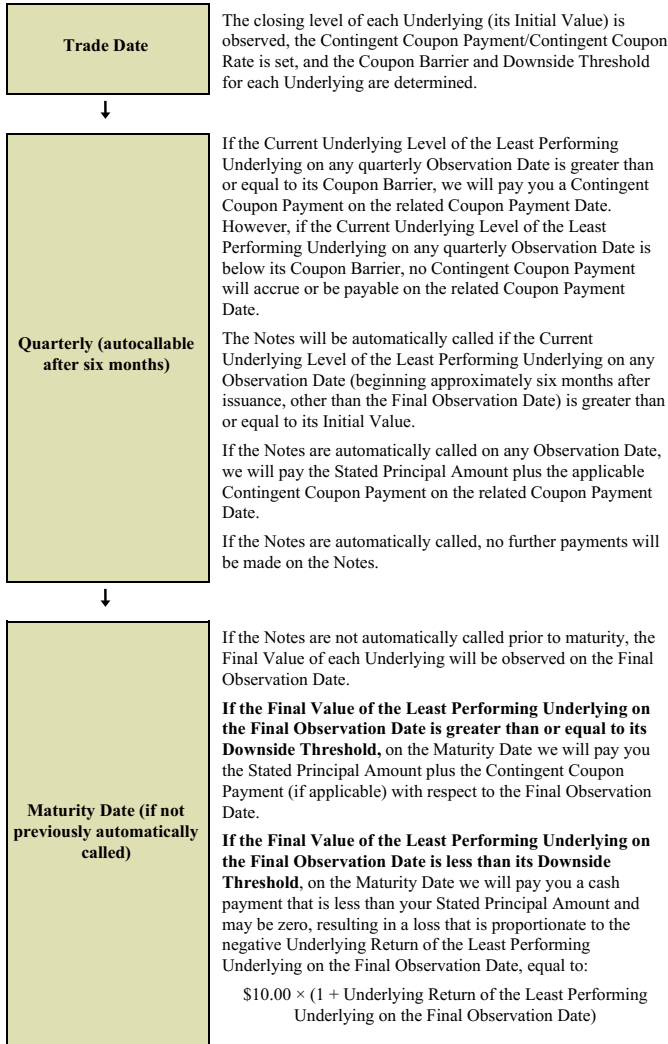 Trade Date
The closing level of each Underlying (its Initial Value) is
observed, the Contingent Coupon Payment/Contingent Coupon
Rate is set, and the Coupon Barrier and Downside Threshold
for each Underlying are determined.
↓
Quarterly (autocallable
after six months)
If the Current Underlying Level of the Least Performing
Underlying on any quarterly Observation Date is greater than
or equal to its Coupon Barrier, we will pay you a Contingent
Coupon Payment on the related Coupon Payment Date.
However, if the Current Underlying Level of the Least
Performing Underlying on any quarterly Observation Date is
below its Coupon Barrier, no Contingent Coupon Payment
will accrue or be payable on the related Coupon Payment
Date.
The Notes will be automatically called if the Current
Underlying Level of the Least Performing Underlying on any
Observation Date (beginning approximately six months after
issuance, other than the Final Observation Date) is greater than
or equal to its Initial Value.
If the Notes are automatically called on any Observation Date,
we will pay the Stated Principal Amount plus the applicable
Contingent Coupon Payment on the related Coupon Payment
Date.
If the Notes are automatically called, no further payments will
be made on the Notes.
↓
Maturity Date (if not
previously automatically
called)
If the Notes are not automatically called prior to maturity, the
Final Value of each Underlying will be observed on the Final
Observation Date.
If the Final Value of the Least Performing Underlying on
the Final Observation Date is greater than or equal to its
Downside Threshold, on the Maturity Date we will pay you
the Stated Principal Amount plus the Contingent Coupon
Payment (if applicable) with respect to the Final Observation
Date.
If the Final Value of the Least Performing Underlying on
the Final Observation Date is less than its Downside
Threshold, on the Maturity Date we will pay you a cash
payment that is less than your Stated Principal Amount and
may be zero, resulting in a loss that is proportionate to the
negative Underlying Return of the Least Performing
Underlying on the Final Observation Date, equal to:
$10.00 × (1 + Underlying Return of the Least Performing
Underlying on the Final Observation Date)